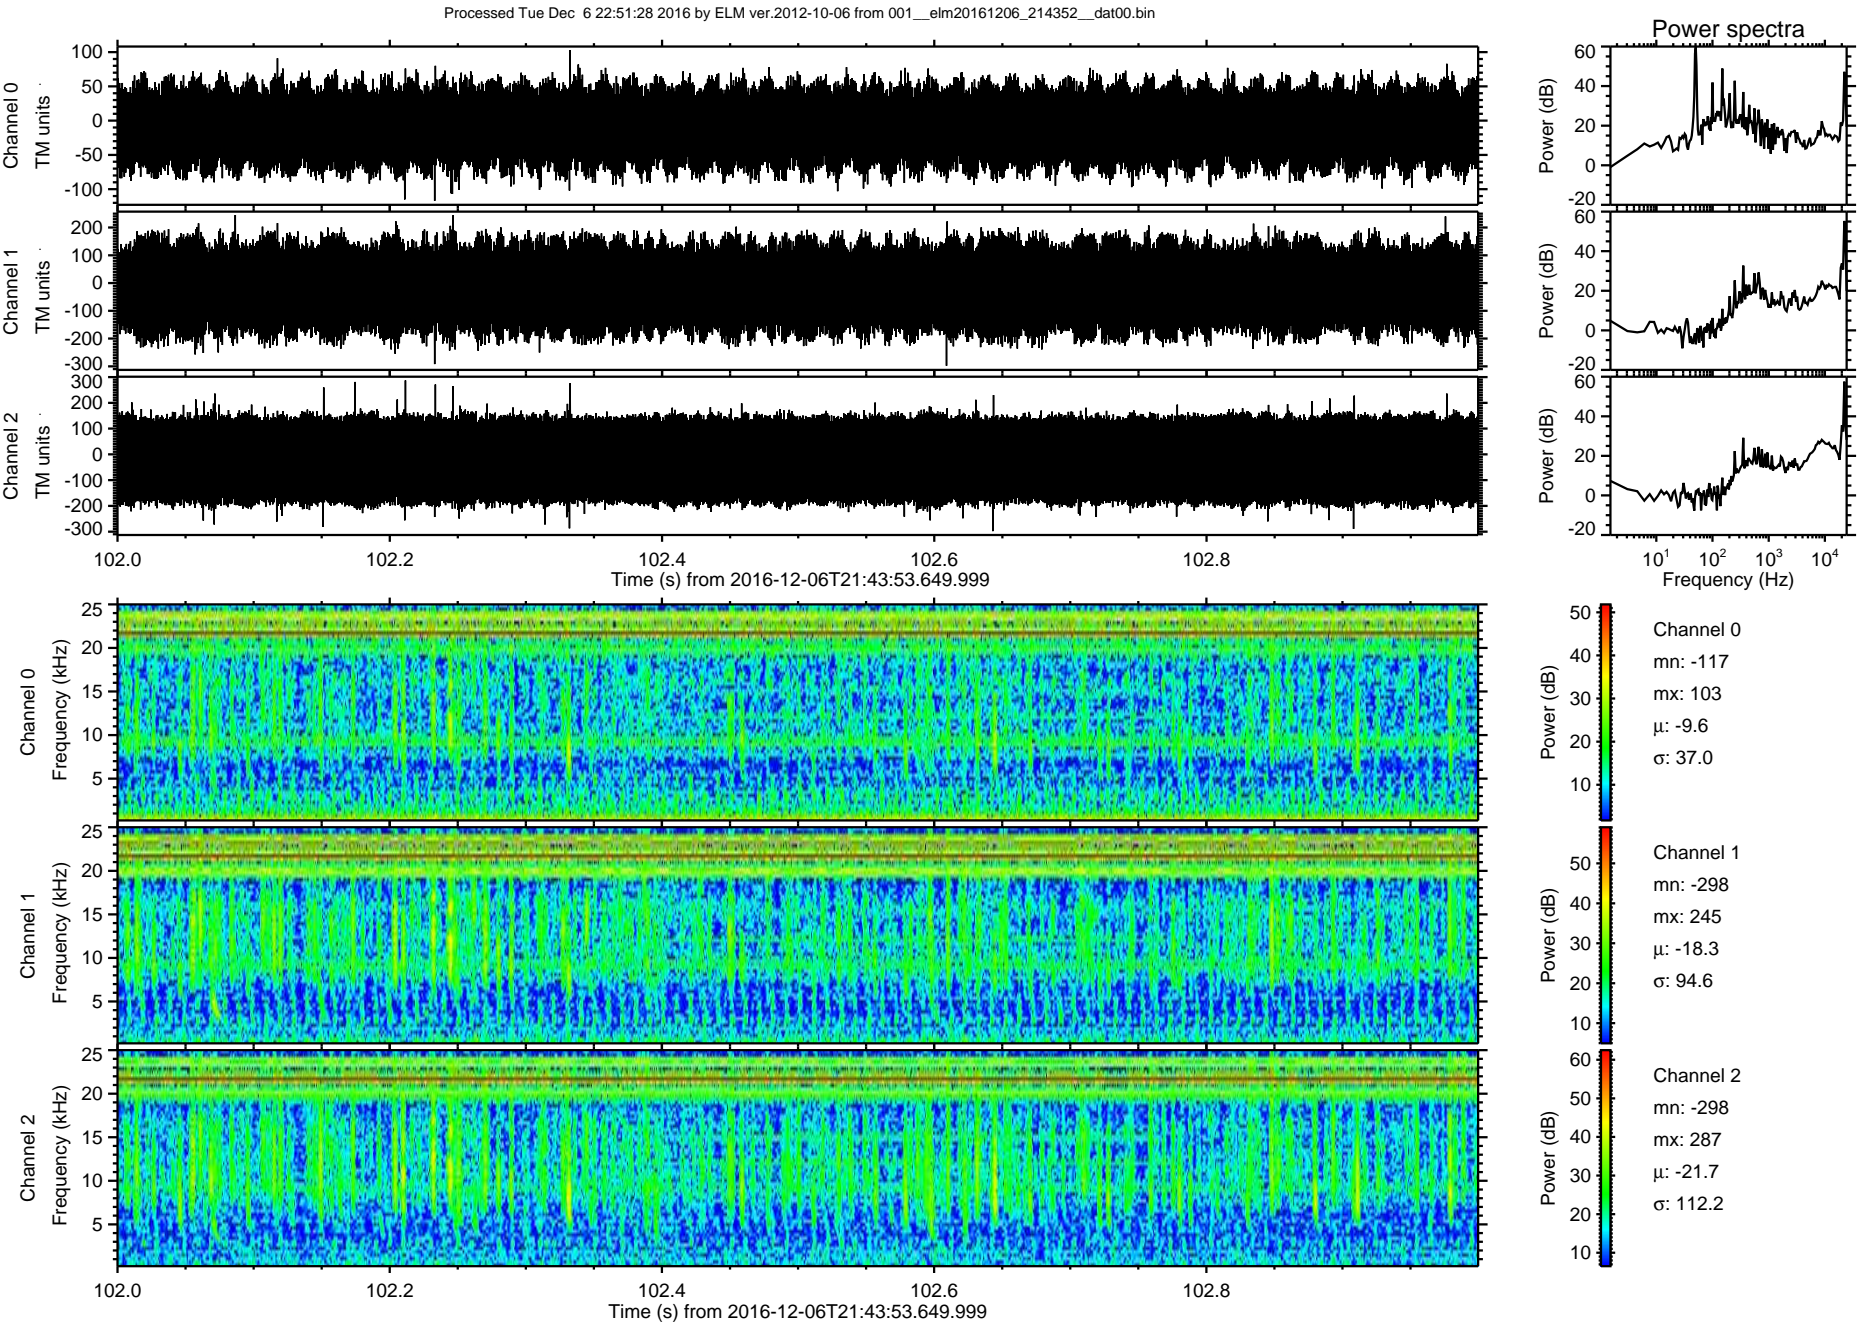 Processed Tue Dec  6 22:51:28 2016 by ELM ver.2012-10-06 from 001__elm20161206_214352__dat00.bin
Power spectra
Channel 0
TM units
100
50
0
-50
-100
Power (dB)
60
40
20
0
-20
Channel 1
TM units
200
100
0
-100
-200
-300
Power (dB)
60
40
20
0
-20
Channel 2
TM units
300
200
100
0
-100
-200
-300
Power (dB)
60
40
20
0
-20
102.0 102.2 102.4 102.6 102.8
Time (s) from 2016-12-06T21:43:53.649.999
10¹ 10² 10³ 10⁴
Frequency (Hz)
Channel 0
Frequency (kHz)
25
20
15
10
5
Power (dB)
50
40
30
20
10
Channel 0
mn: -117
mx: 103
μ: -9.6
σ: 37.0
Channel 1
Frequency (kHz)
25
20
15
10
5
Power (dB)
50
40
30
20
10
Channel 1
mn: -298
mx: 245
μ: -18.3
σ: 94.6
Channel 2
Frequency (kHz)
25
20
15
10
5
Power (dB)
60
50
40
30
20
10
Channel 2
mn: -298
mx: 287
μ: -21.7
σ: 112.2
102.0 102.2 102.4 102.6 102.8
Time (s) from 2016-12-06T21:43:53.649.999